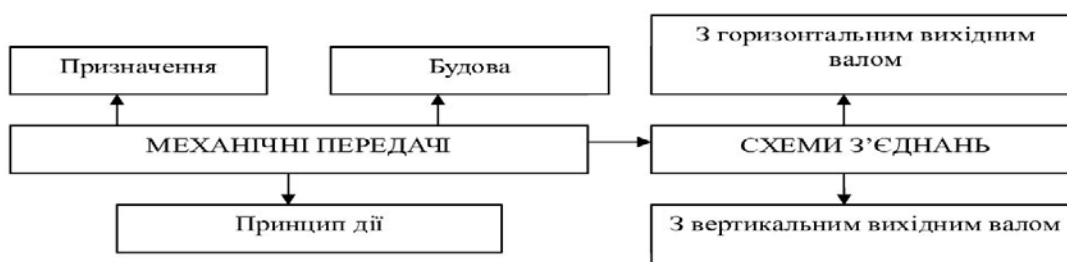 З горизонтальним вихідним
валом
Призначення
Будова
МЕХАНІЧНІ ПЕРЕДАЧІ
СХЕМИ З’ЄДНАНЬ
Принцип дії
З вертикальним вихідним валом